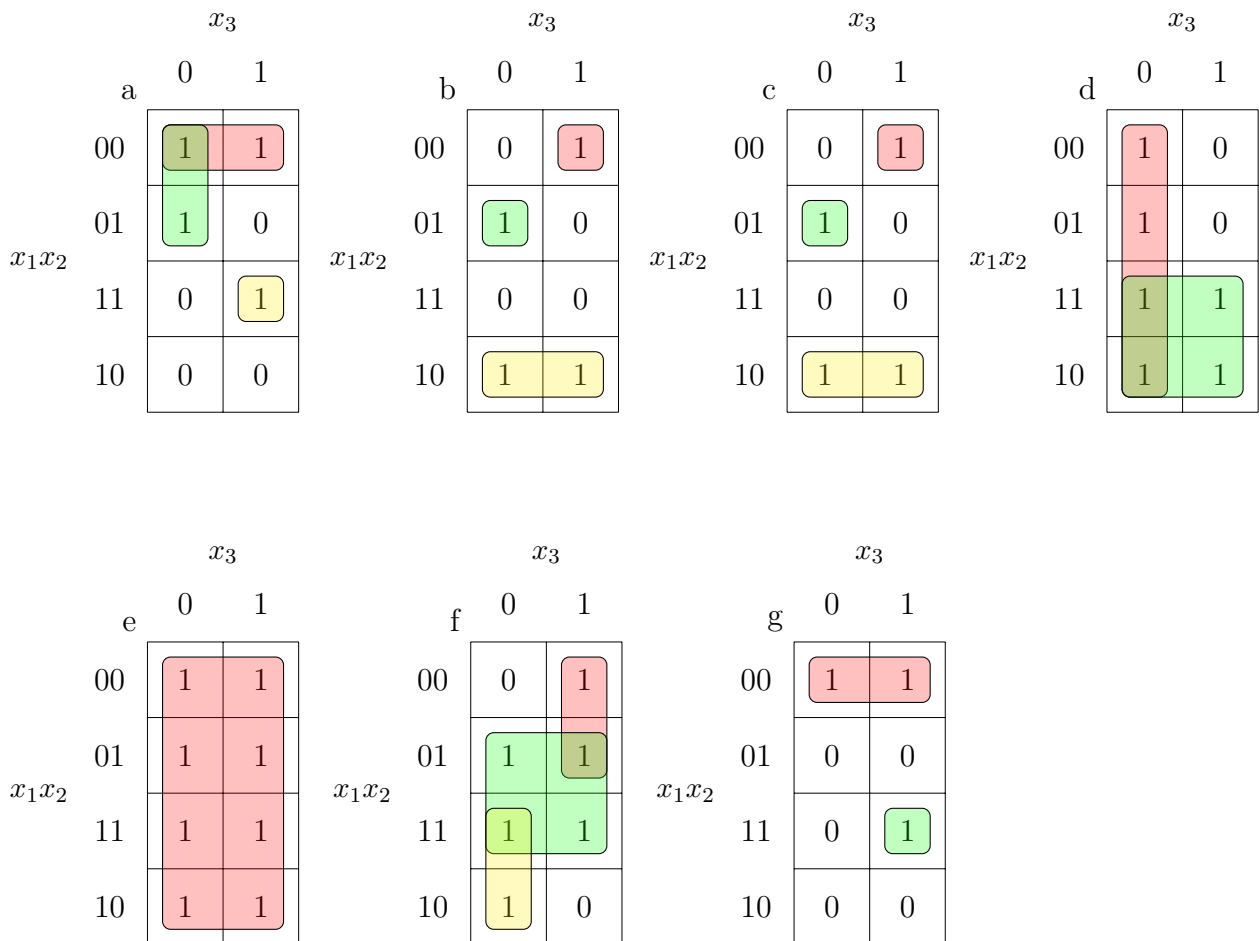 x₃ x₃ x₃ x₃
0 1 0 1 0 1 0 1
a b c d
00 1 1 00 0 1 00 0 1 00 1 0
01 1 0 01 1 0 01 1 0 01 1 0
x₁x₂ x₁x₂ x₁x₂ x₁x₂
11 0 1 11 0 0 11 0 0 11 1 1
10 0 0 10 1 1 10 1 1 10 1 1
x₃ x₃ x₃
0 1 0 1 0 1
e f g
00 1 1 00 0 1 00 1 1
01 1 1 01 1 1 01 0 0
x₁x₂ x₁x₂ x₁x₂
11 1 1 11 1 1 11 0 1
10 1 1 10 1 0 10 0 0